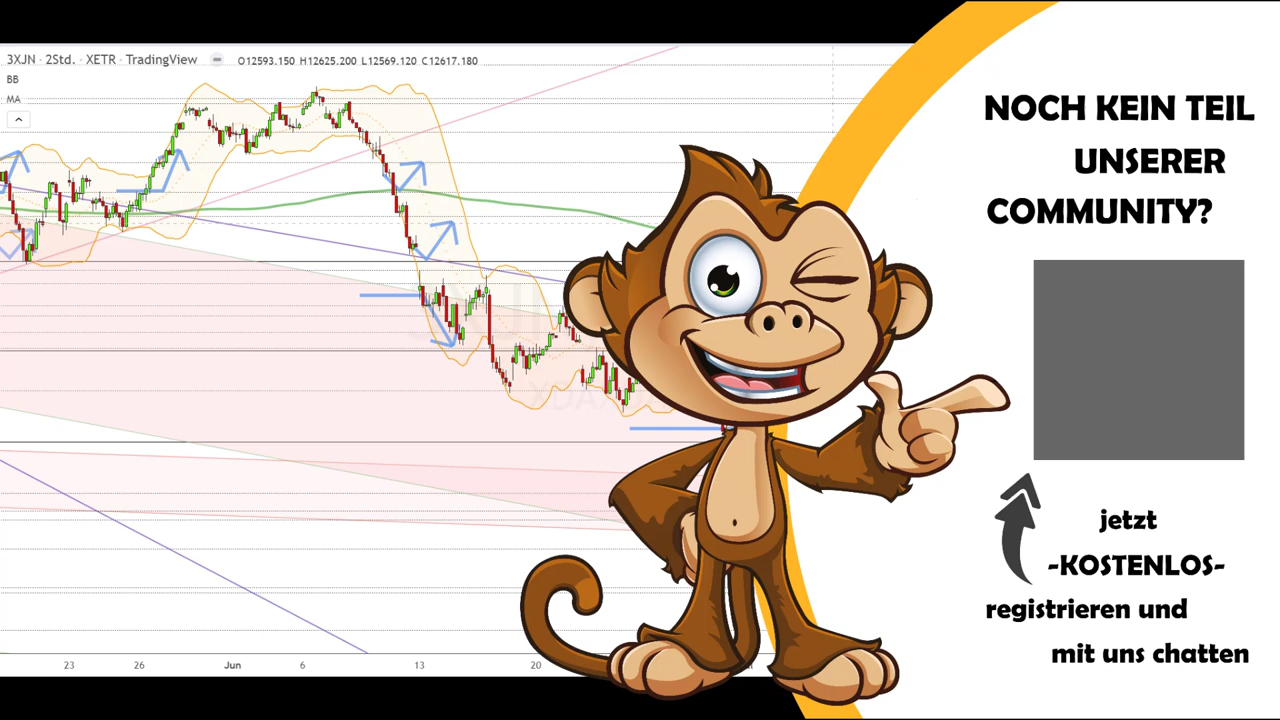 3XJN · 2Std. · XETR · TradingView O12593.150 H12625.200 L12569.120 C12617.180
BB
MA
NOCH KEIN TEIL
UNSERER
COMMUNITY?
jetzt
-KOSTENLOS-
registrieren und
mit uns chatten
23 26 Jun 6 13 20